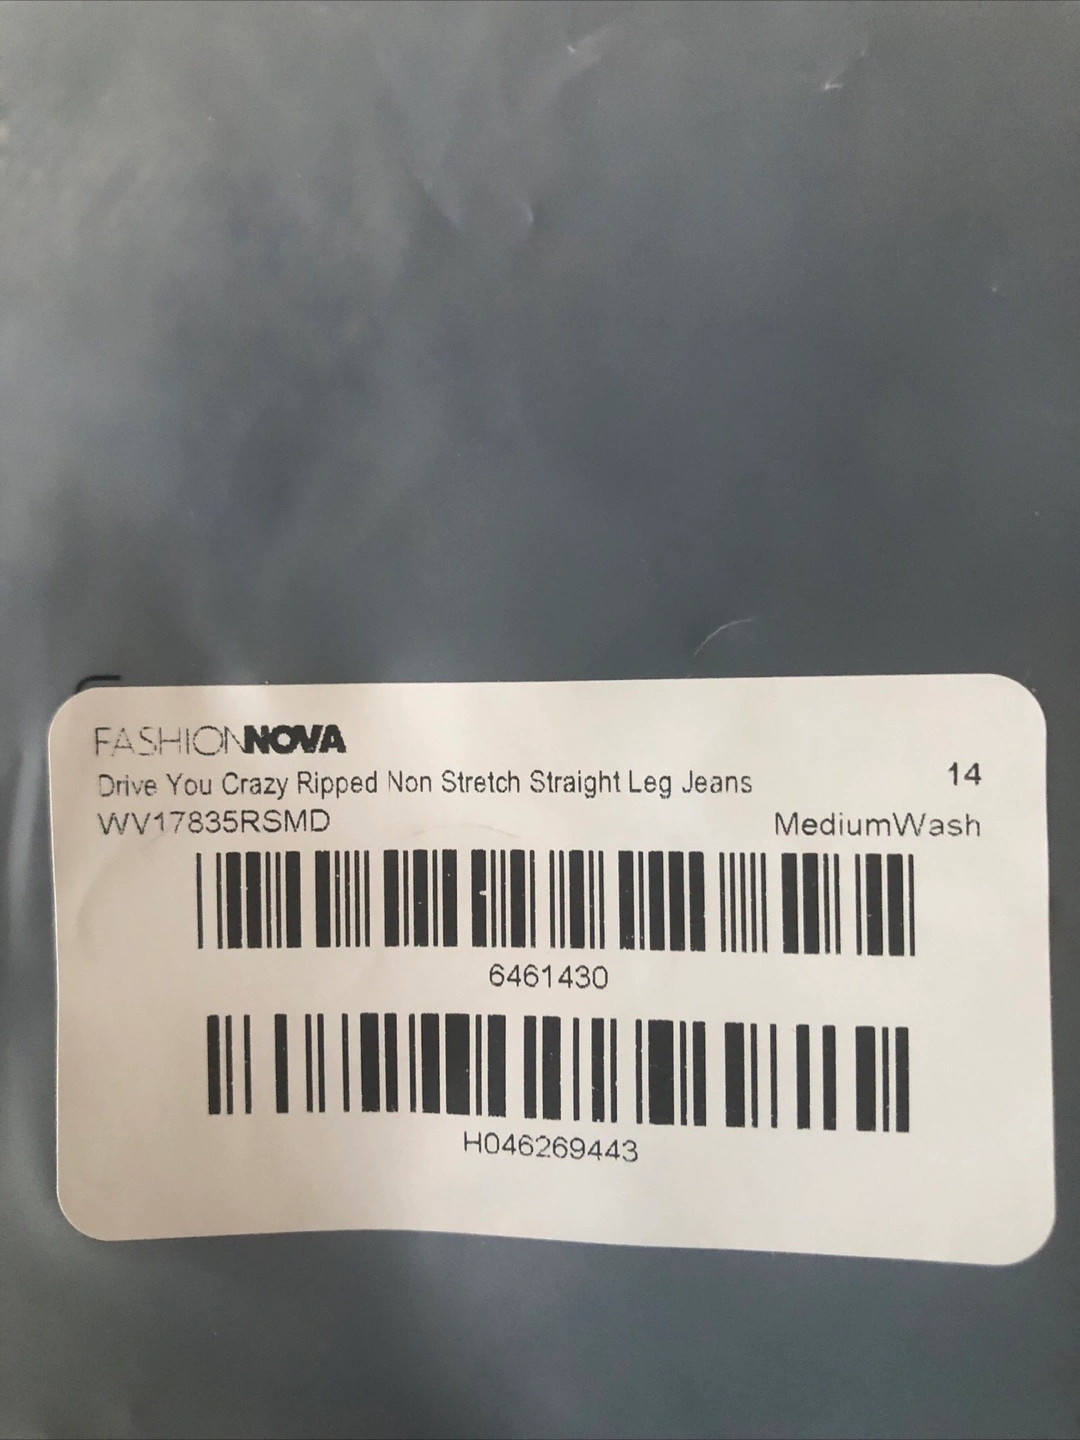 FASHIONNOVA
Drive You Crazy Ripped Non Stretch Straight Leg Jeans 14
WV17835RSMD MediumWash
6461430
H046269443